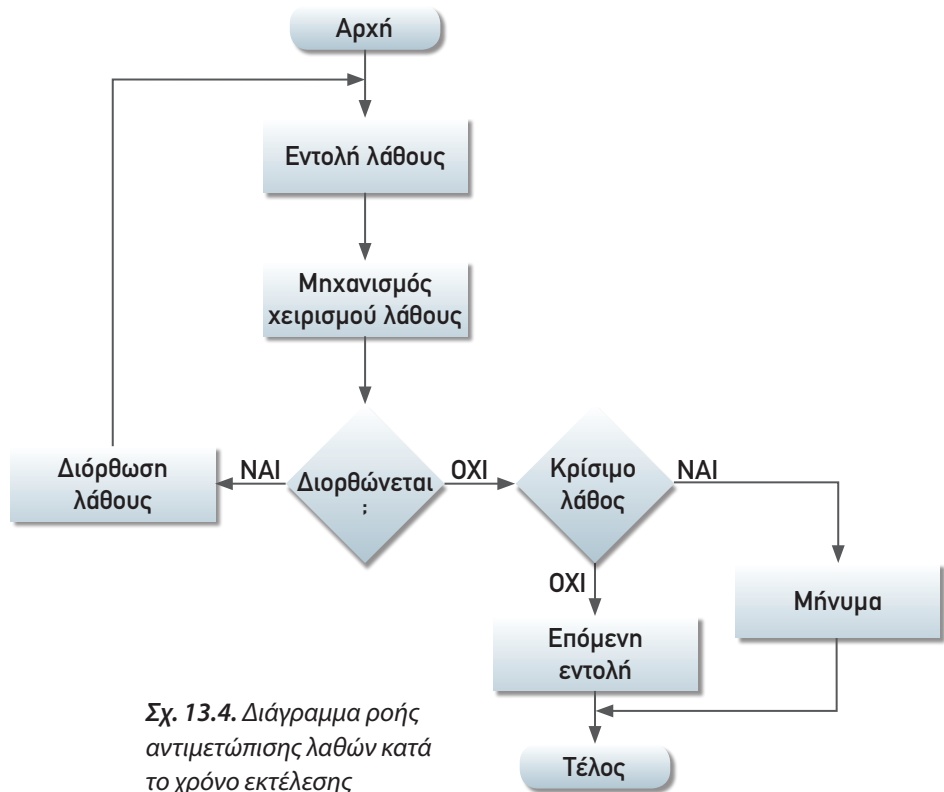 Αρχή
Εντολή λάθους
Μηχανισμός
χειρισμού λάθους
Διόρθωση
λάθους
ΝΑΙ
Διορθώνεται
;
ΟΧΙ
Κρίσιμο
λάθος
ΝΑΙ
ΟΧΙ
Μήνυμα
Επόμενη
εντολή
Τέλος
Σχ. 13.4. Διάγραμμα ροής
αντιμετώπισης λαθών κατά
το χρόνο εκτέλεσης